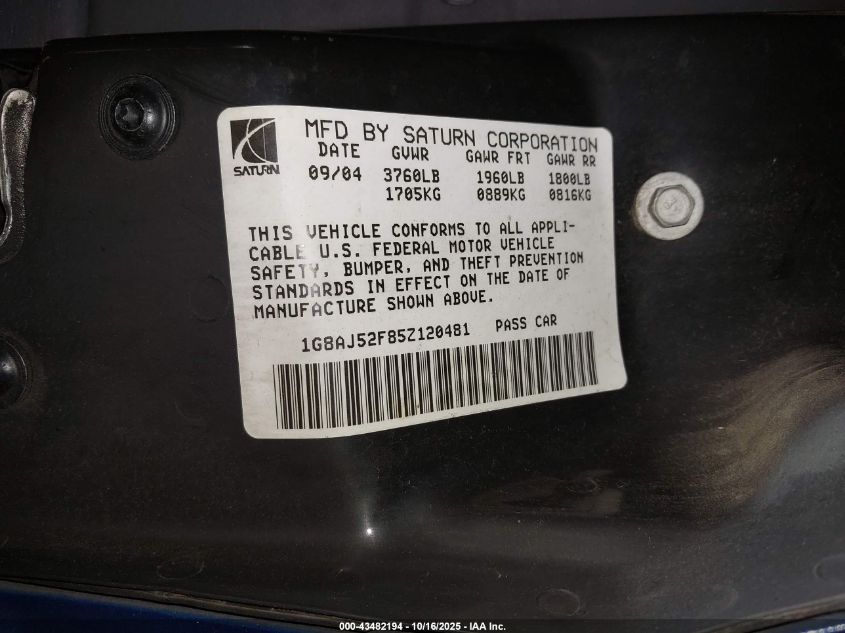 MFD BY SATURN CORPORATION
SATURN
DATE GVWR GAWR FRT GAWR RR
09/04 3760LB 1960LB 1800LB
1705KG 0889KG 0816KG
THIS VEHICLE CONFORMS TO ALL APPLI-
CABLE U.S. FEDERAL MOTOR VEHICLE
SAFETY, BUMPER, AND THEFT PREVENTION
STANDARDS IN EFFECT ON THE DATE OF
MANUFACTURE SHOWN ABOVE.
1G8AJ52F85Z120481 PASS CAR
000-43482194 - 10/16/2025 - IAA Inc.